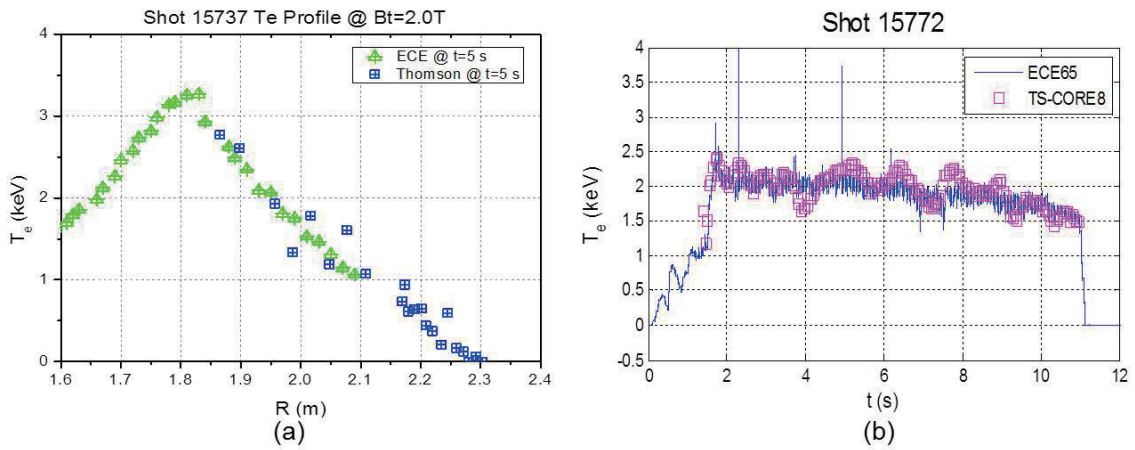 Shot 15737 Te Profile @ Bt=2.0T
ECE @ t=5 s
Thomson @ t=5 s
4
3
2
1
0
Te (keV)
1.6 1.7 1.8 1.9 2.0 2.1 2.2 2.3 2.4
R (m)
(a)
Shot 15772
ECE65
TS-CORE8
4
3.5
3
2.5
2
1.5
1
0.5
0
-0.5
Te (keV)
0 2 4 6 8 10 12
t (s)
(b)